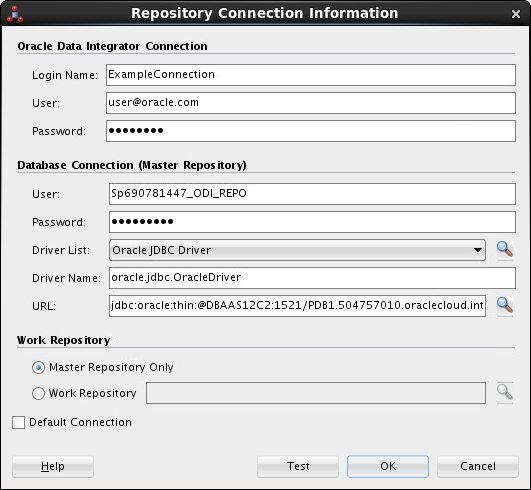 Repository Connection Information
Oracle Data Integrator Connection
Login Name: ExampleConnection
User: user@oracle.com
Password: ●●●●●●●●
Database Connection (Master Repository)
User: Sp690781447_ODI_REPO
Password: ●●●●●●●●●
Driver List: Oracle JDBC Driver
Driver Name: oracle.jdbc.OracleDriver
URL: jdbc:oracle:thin:@DBAAS12C2:1521/PDB1.504757010.oraclecloud.int
Work Repository
Master Repository Only
Work Repository
Default Connection
Help Test OK Cancel